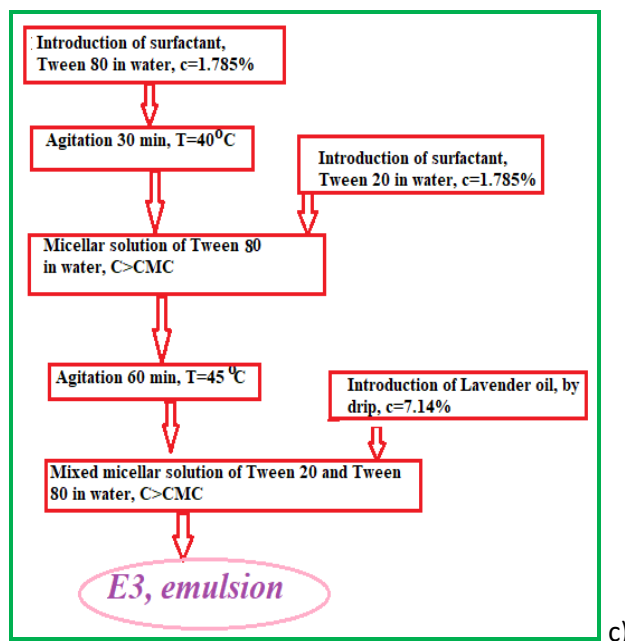 Introduction of surfactant,
Tween 80 in water, c=1.785%
Agitation 30 min, T=40⁰C
Introduction of surfactant,
Tween 20 in water, c=1.785%
Micellar solution of Tween 80
in water, C>CMC
Agitation 60 min, T=45 ⁰C
Introduction of Lavender oil, by
drip, c=7.14%
Mixed micellar solution of Tween 20 and Tween
80 in water, C>CMC
E3, emulsion
c)